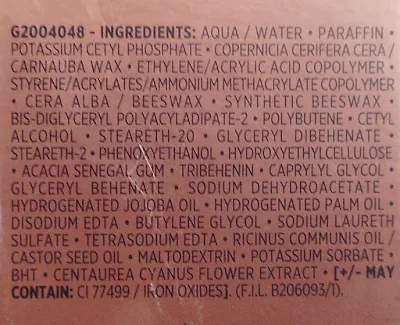 G2004048 - INGREDIENTS: AQUA / WATER • PARAFFIN •
POTASSIUM CETYL PHOSPHATE • COPERNICIA CERIFERA CERA /
CARNAUBA WAX • ETHYLENE/ACRYLIC ACID COPOLYMER •
STYRENE/ACRYLATES/AMMONIUM METHACRYLATE COPOLYMER
• CERA ALBA / BEESWAX • SYNTHETIC BEESWAX •
BIS-DIGLYCERYL POLYACYLADIPATE-2 • POLYBUTENE • CETYL
ALCOHOL • STEARETH-20 • GLYCERYL DIBEHENATE •
STEARETH-2 • PHENOXYETHANOL • HYDROXYETHYLCELLULOSE
• ACACIA SENEGAL GUM • TRIBEHENIN • CAPRYLYL GLYCOL •
GLYCERYL BEHENATE • SODIUM DEHYDROACETATE •
HYDROGENATED JOJOBA OIL • HYDROGENATED PALM OIL •
DISODIUM EDTA • BUTYLENE GLYCOL • SODIUM LAURETH
SULFATE • TETRASODIUM EDTA • RICINUS COMMUNIS OIL /
CASTOR SEED OIL • MALTODEXTRIN • POTASSIUM SORBATE •
BHT • CENTAUREA CYANUS FLOWER EXTRACT • [+/- MAY
CONTAIN: CI 77499 / IRON OXIDES]. (F.I.L. B206093/1).